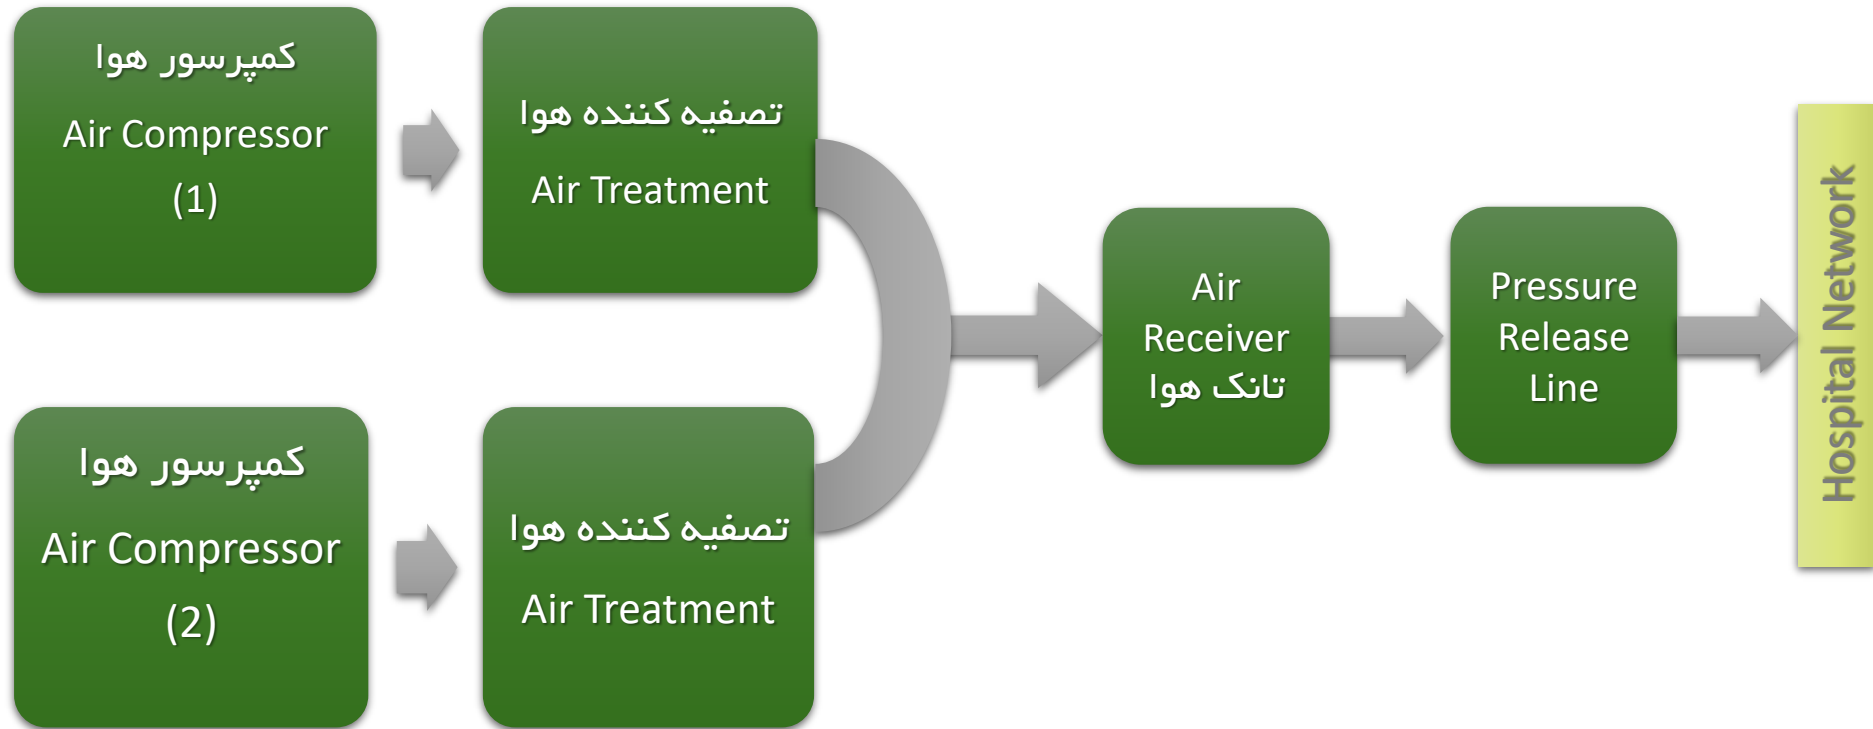 کمپرسور هوا
Air Compressor
(1)
تصفیه کننده هوا
Air Treatment
کمپرسور هوا
Air Compressor
(2)
تصفیه کننده هوا
Air Treatment
Air
Receiver
تانک هوا
Pressure
Release
Line
Hospital Network